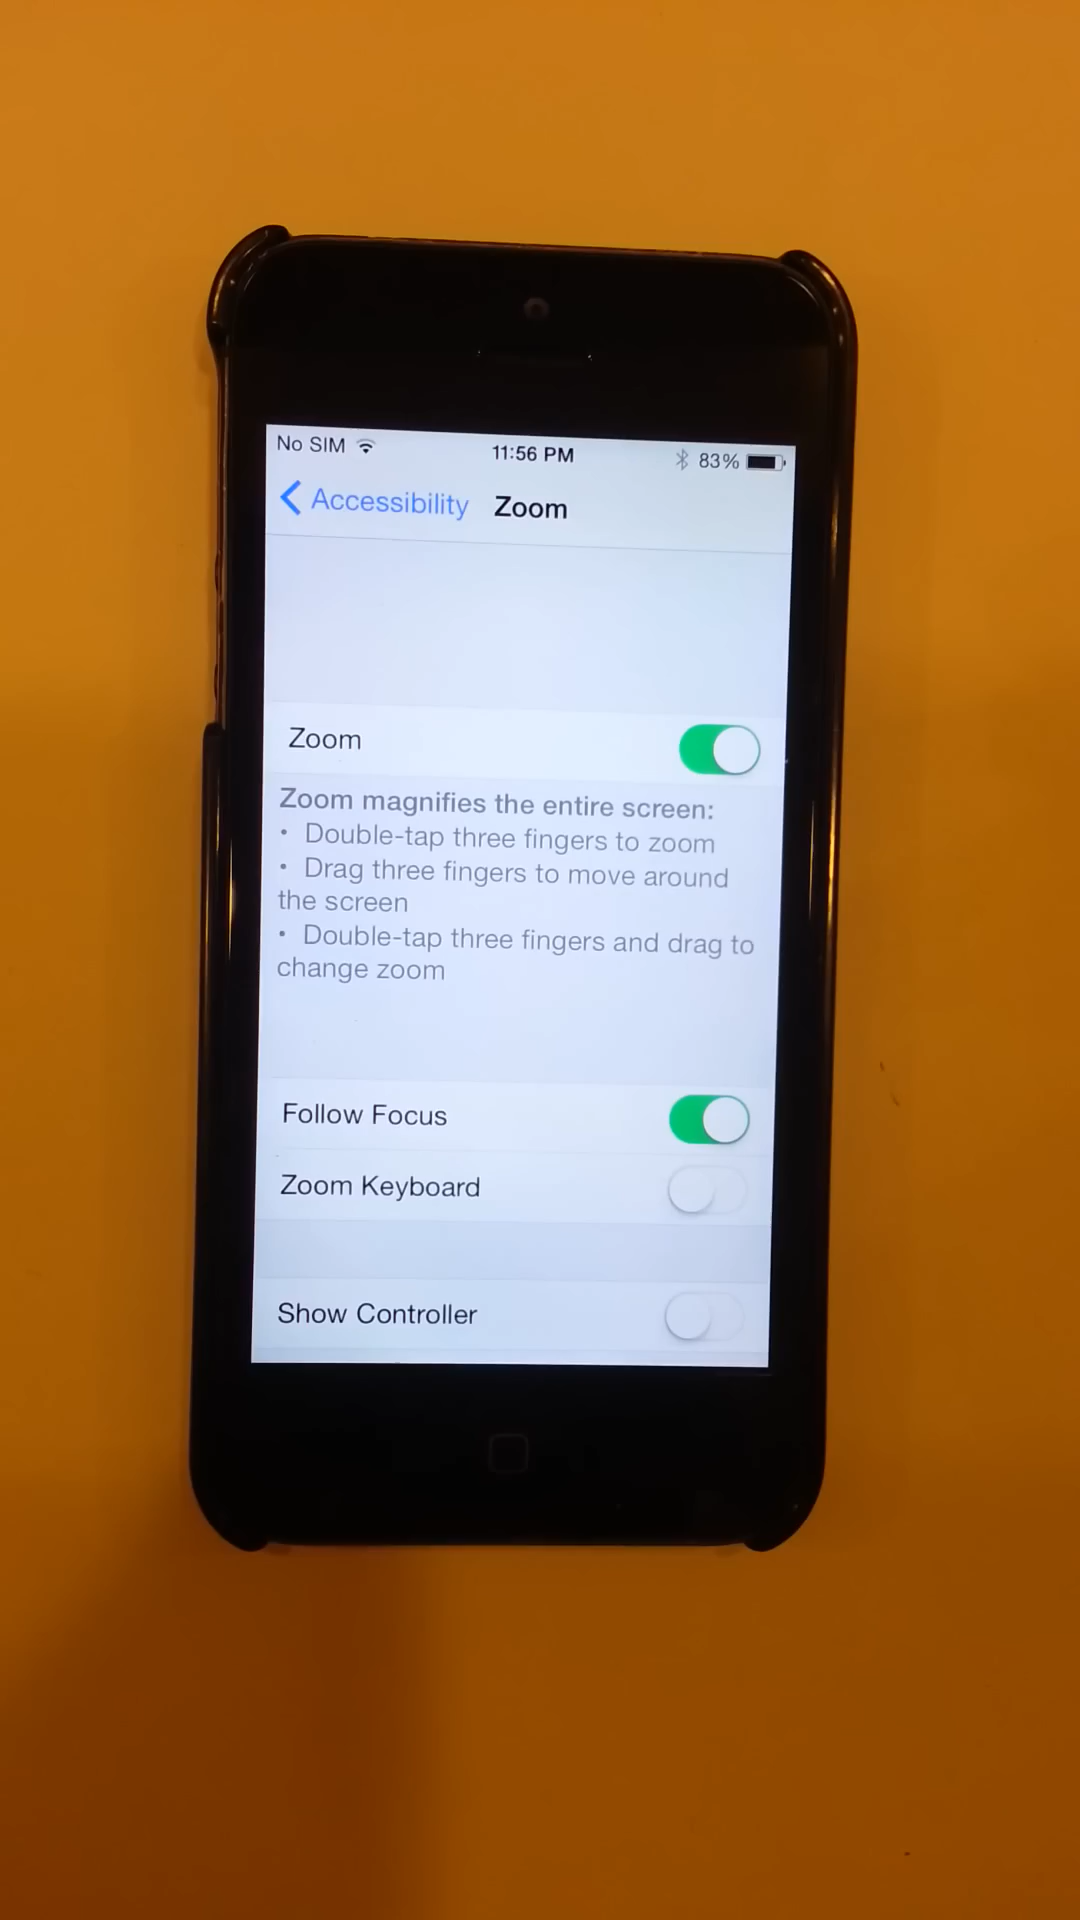 No SIM 11:56 PM 83%
Accessibility Zoom
Zoom
Zoom magnifies the entire screen:
• Double-tap three fingers to zoom
• Drag three fingers to move around
the screen
• Double-tap three fingers and drag to
change zoom
Follow Focus
Zoom Keyboard
Show Controller